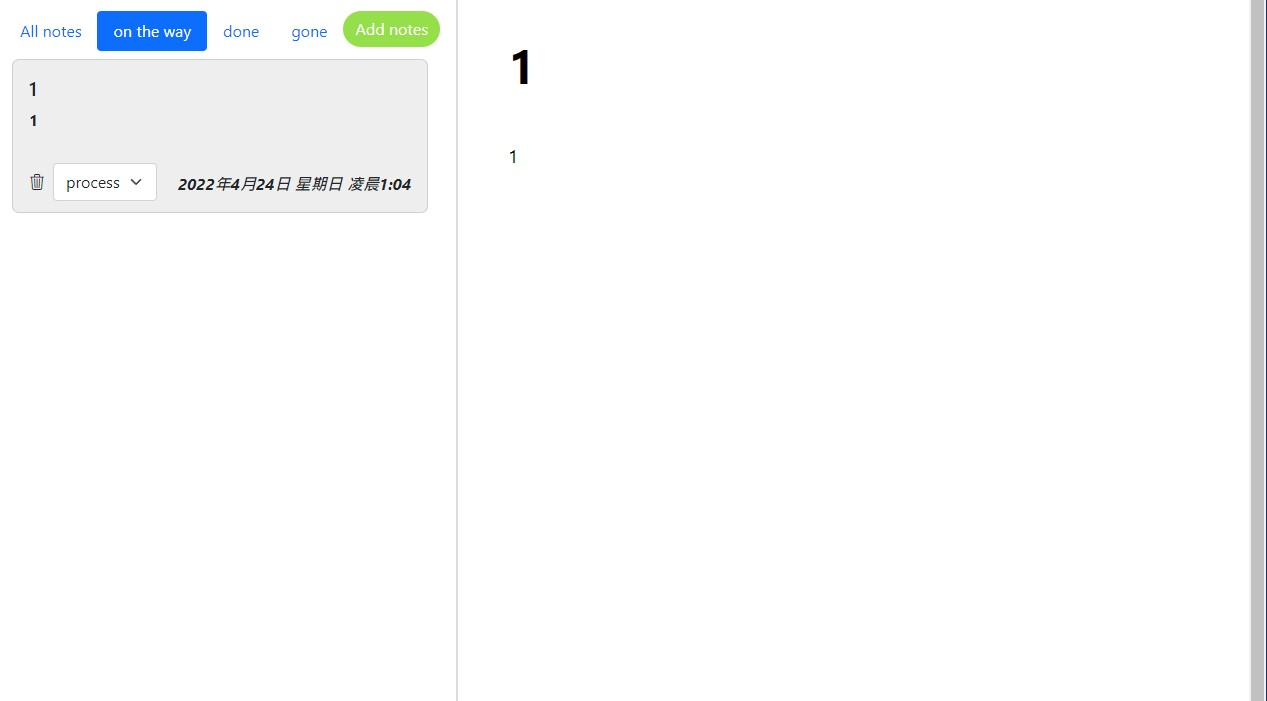 All notes on the way done gone Add notes
1
1
process 2022年4月24日 星期日 凌晨1:04
1
1